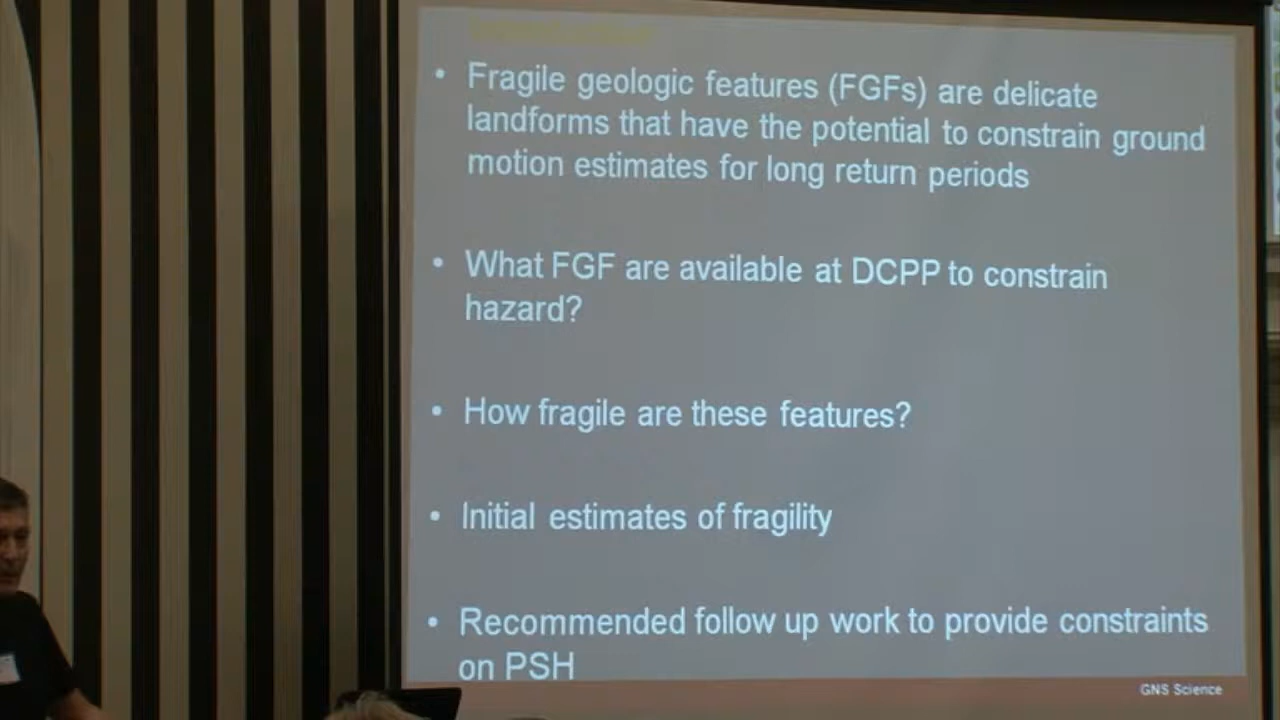 • Fragile geologic features (FGFs) are delicate
landforms that have the potential to constrain ground
motion estimates for long return periods
• What FGF are available at DCPP to constrain
hazard?
• How fragile are these features?
• Initial estimates of fragility
• Recommended follow up work to provide constraints
on PSH
GNS Science